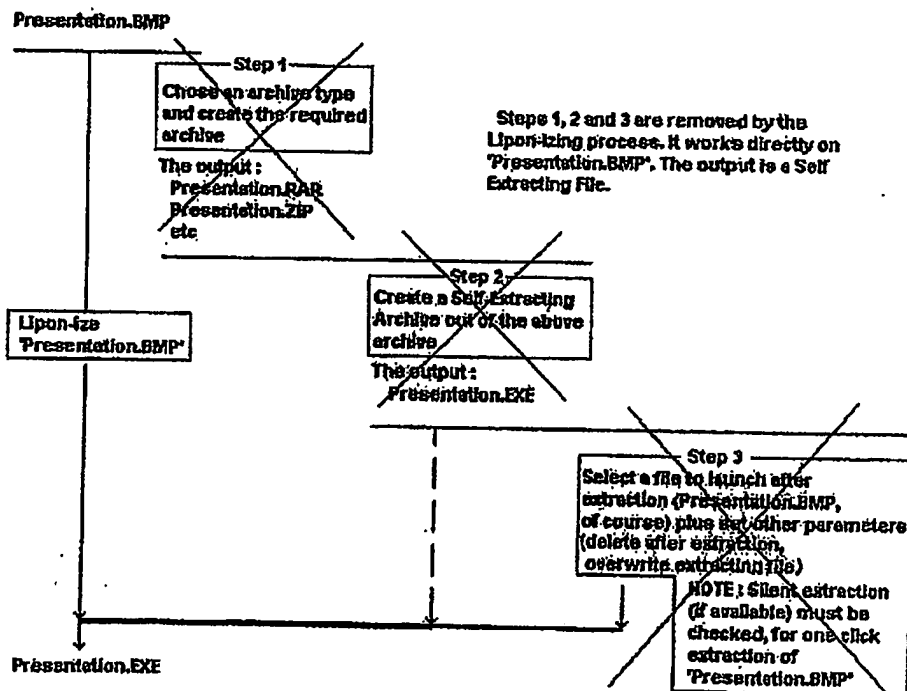 Presentation.BMP
Step 1
Chose an archive type
and create the required
archive
The output :
Presentation.RAR
Presentation.ZIP
etc
Steps 1, 2 and 3 are removed by the
Lipon-izing process. It works directly on
'Presentation.BMP'. The output is a Self
Extracting File.
Step 2
Create a Self-Extracting
Archive out of the above
archive
The output :
Presentation.EXE
Lipon-ize
'Presentation.BMP'
Step 3
Select a file to launch after
extraction (Presentation.BMP,
of course) plus set other parameters
(delete after extraction,
overwrite extracting file)
NOTE : Silent extraction
(if available) must be
checked, for one click
extraction of
'Presentation.BMP'
Presentation.EXE